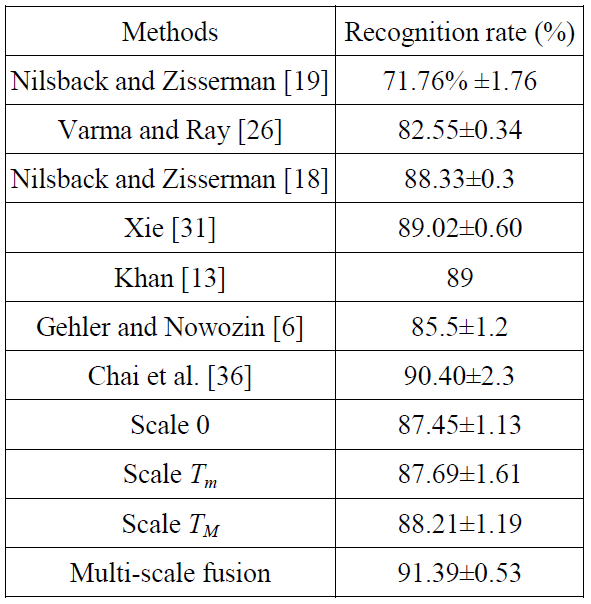 Methods Recognition rate (%)
Nilsback and Zisserman [19] 71.76% ±1.76
Varma and Ray [26] 82.55±0.34
Nilsback and Zisserman [18] 88.33±0.3
Xie [31] 89.02±0.60
Khan [13] 89
Gehler and Nowozin [6] 85.5±1.2
Chai et al. [36] 90.40±2.3
Scale 0 87.45±1.13
Scale Tm 87.69±1.61
Scale TM 88.21±1.19
Multi-scale fusion 91.39±0.53